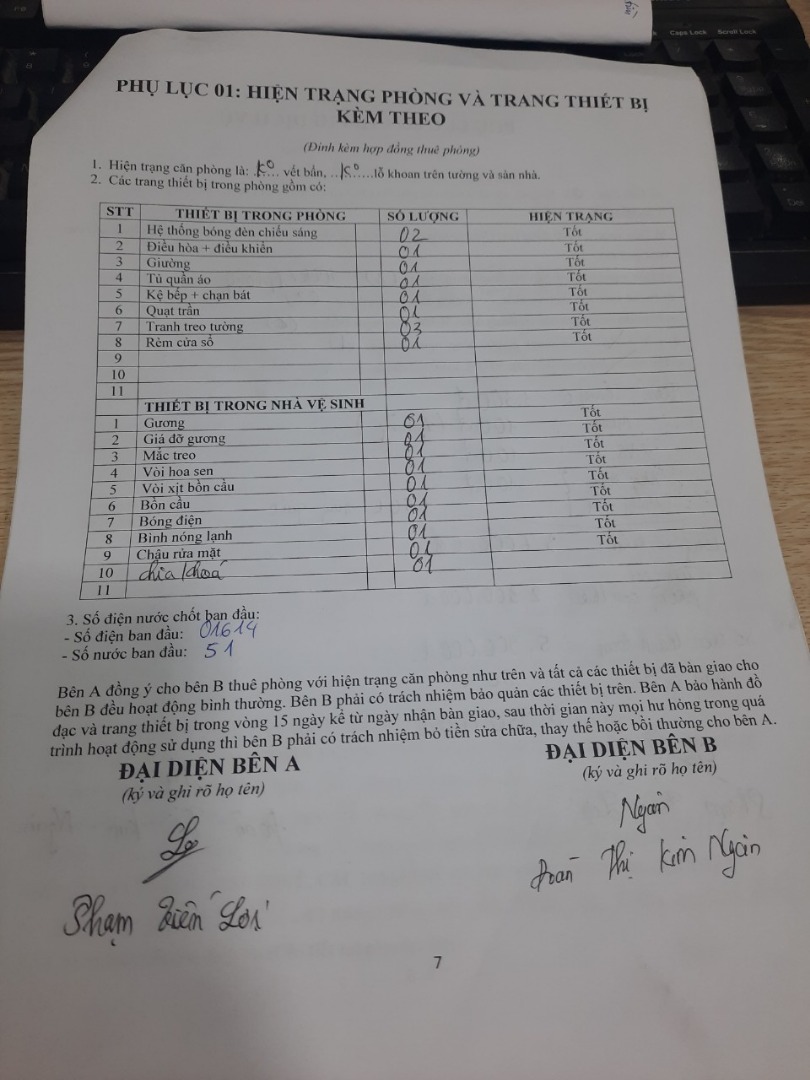 Caps Lock Scroll Lock
PHỤ LỤC 01: HIỆN TRẠNG PHÒNG VÀ TRANG THIẾT BỊ
KÈM THEO
(Đính kèm hợp đồng thuê phòng)
1. Hiện trạng căn phòng là: .k0... vết bẩn, ...k0.....lỗ khoan trên tường và sàn nhà.
2. Các trang thiết bị trong phòng gồm có:
STT THIẾT BỊ TRONG PHÒNG SỐ LƯỢNG HIỆN TRẠNG
1 Hệ thống bóng đèn chiếu sáng 02 Tốt
2 Điều hòa + điều khiển 01 Tốt
3 Giường 01 Tốt
4 Tủ quần áo 01 Tốt
5 Kệ bếp + chạn bát 01 Tốt
6 Quạt trần 01 Tốt
7 Tranh treo tường 03 Tốt
8 Rèm cửa sổ 01 Tốt
9
10
11
THIẾT BỊ TRONG NHÀ VỆ SINH
1 Gương 01 Tốt
2 Giá đỡ gương 01 Tốt
3 Mắc treo 01 Tốt
4 Vòi hoa sen 01 Tốt
5 Vòi xịt bồn cầu 01 Tốt
6 Bồn cầu 01 Tốt
7 Bóng điện 01 Tốt
8 Bình nóng lạnh 01 Tốt
9 Chậu rửa mặt 01 Tốt
10 chìa khoá 01
11
3. Số điện nước chốt ban đầu:
- Số điện ban đầu: 01614
- Số nước ban đầu: 51
Bên A đồng ý cho bên B thuê phòng với hiện trạng căn phòng như trên và tất cả các thiết bị đã bàn giao cho
bên B đều hoạt động bình thường. Bên B phải có trách nhiệm bảo quản các thiết bị trên. Bên A bảo hành đồ
đạc và trang thiết bị trong vòng 15 ngày kể từ ngày nhận bàn giao, sau thời gian này mọi hư hỏng trong quá
trình hoạt động sử dụng thì bên B phải có trách nhiệm bỏ tiền sửa chữa, thay thế hoặc bồi thường cho bên A.
ĐẠI DIỆN BÊN A ĐẠI DIỆN BÊN B
(ký và ghi rõ họ tên) (ký và ghi rõ họ tên)
Ngân
Đoàn Thị Kim Ngân
Phạm Lợi
7